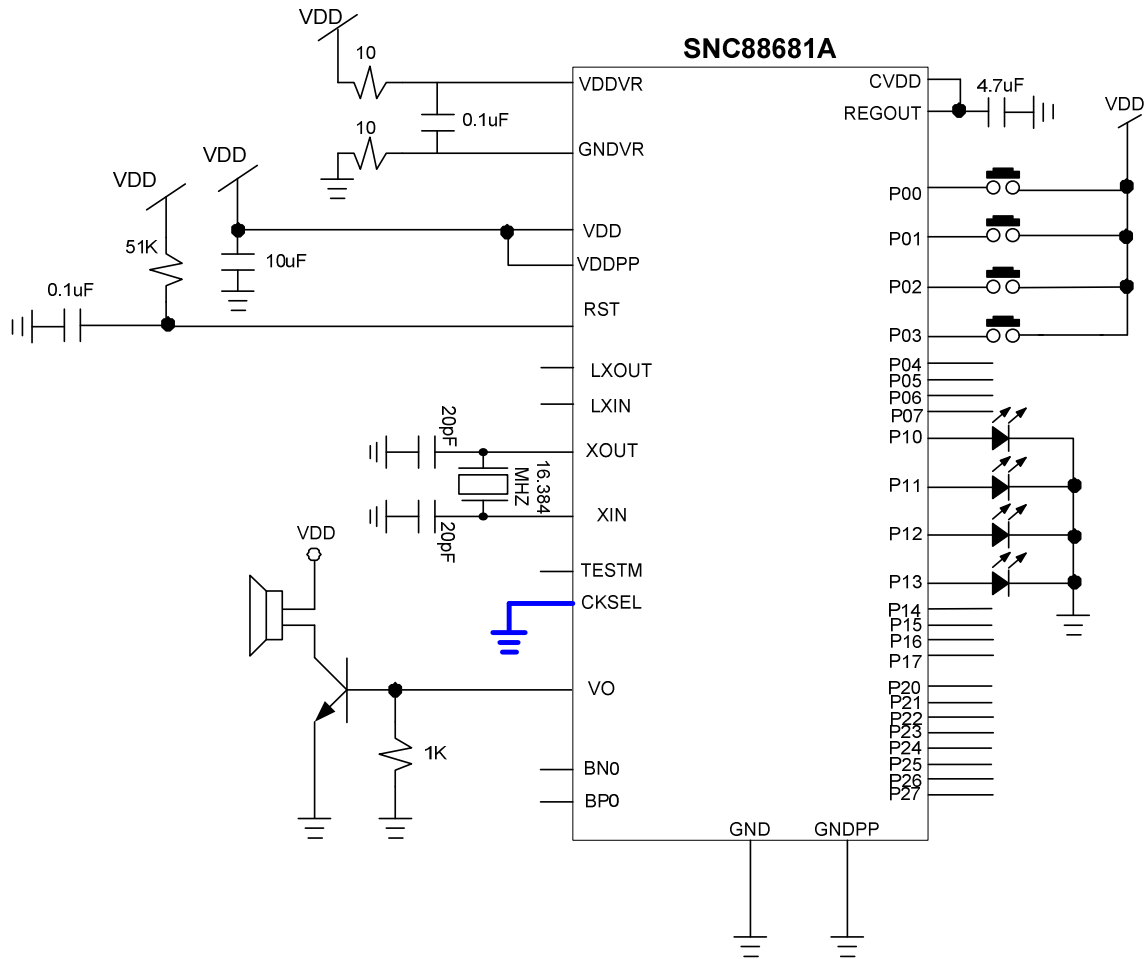 VDD
SNC88681A
10
VDDVR
CVDD
4.7uF
0.1uF
REGOUT
VDD
10
GNDVR
VDD
VDD
P00
51K
VDD
P01
10uF
VDDPP
0.1uF
P02
RST
P03
LXOUT
P04
P05
LXIN
P06
P07
20pF
XOUT
P10
16.384
MHZ
P11
XIN
20pF
P12
VDD
TESTM
P13
CKSEL
P14
P15
P16
P17
VO
P20
P21
P22
P23
1K
P24
BN0
P25
P26
BP0
P27
GND
GNDPP